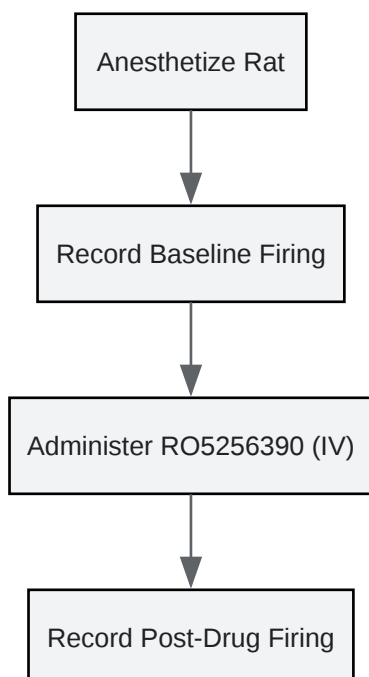 Anesthetize Rat
Record Baseline Firing
Administer RO5256390 (IV)
Record Post-Drug Firing